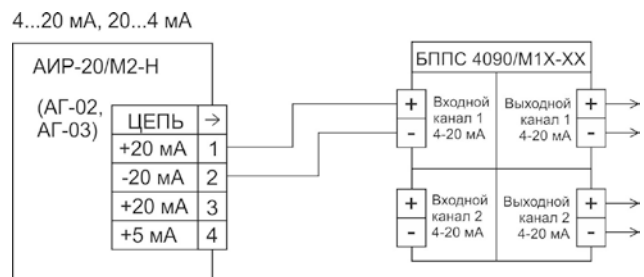 4...20 мА, 20...4 мА
АИР-20/М2-Н
(АГ-02,
АГ-03)
ЦЕПЬ →
+20 мА 1
-20 мА 2
+20 мА 3
+5 мА 4
БППС 4090/М1Х-ХХ
+ Входной
канал 1
- 4-20 мА
Выходной +
канал 1
4-20 мА -
+ Входной
канал 2
- 4-20 мА
Выходной +
канал 2
4-20 мА -